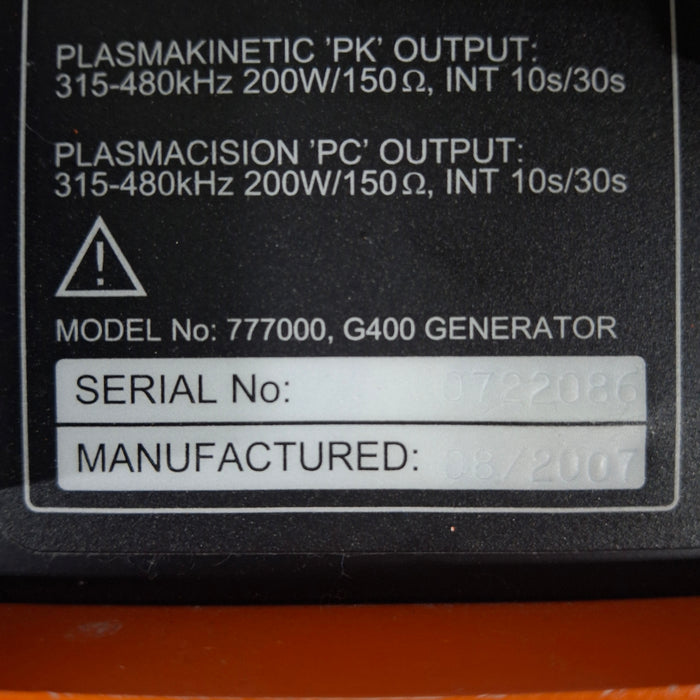 PLASMAKINETIC 'PK' OUTPUT:
315-480kHz 200W/150Ω, INT 10s/30s
PLASMACISION 'PC' OUTPUT:
315-480kHz 200W/150Ω, INT 10s/30s
MODEL No: 777000, G400 GENERATOR
SERIAL No: 0722086
MANUFACTURED: 08/2007